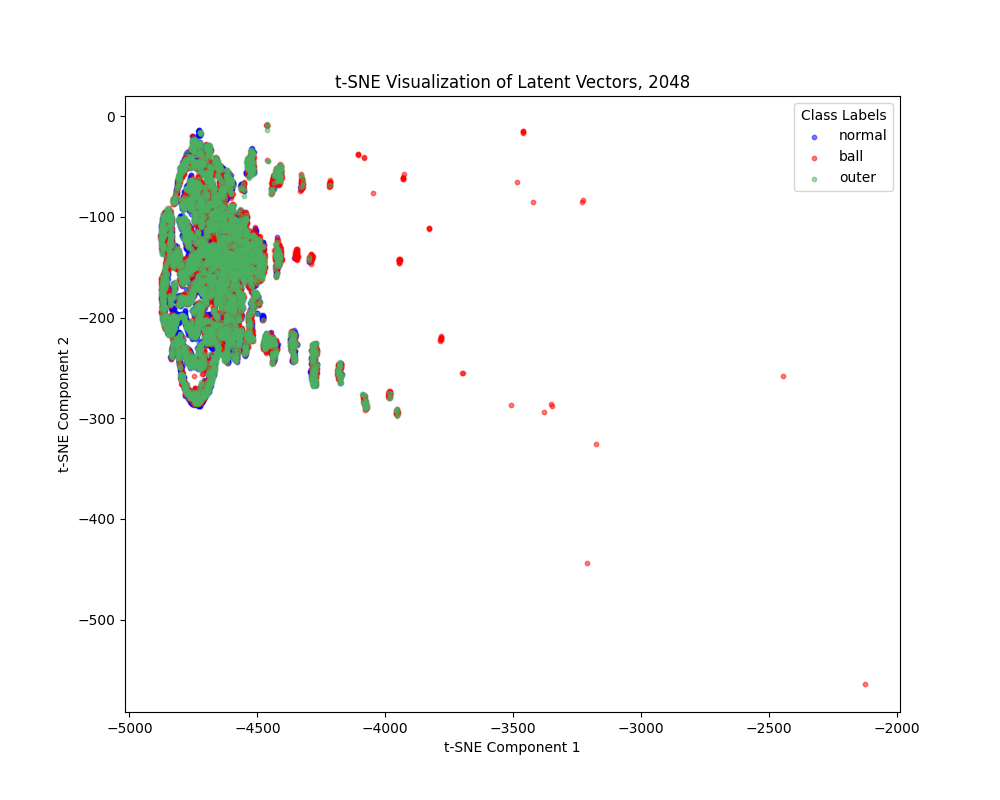 t-SNE Visualization of Latent Vectors, 2048
Class Labels
normal
ball
outer
0
−100
−200
−300
−400
−500
t-SNE Component 2
−5000 −4500 −4000 −3500 −3000 −2500 −2000
t-SNE Component 1